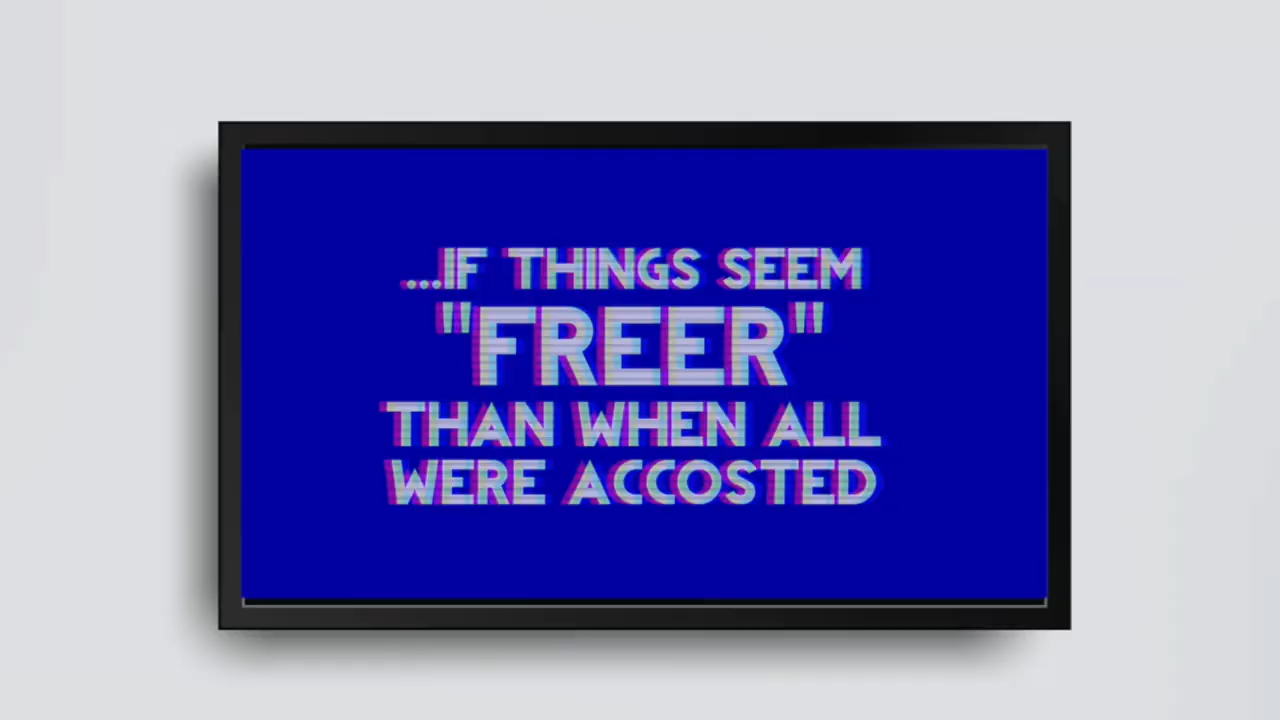 ...IF THINGS SEEM
"FREER"
THAN WHEN ALL
WERE ACCOSTED